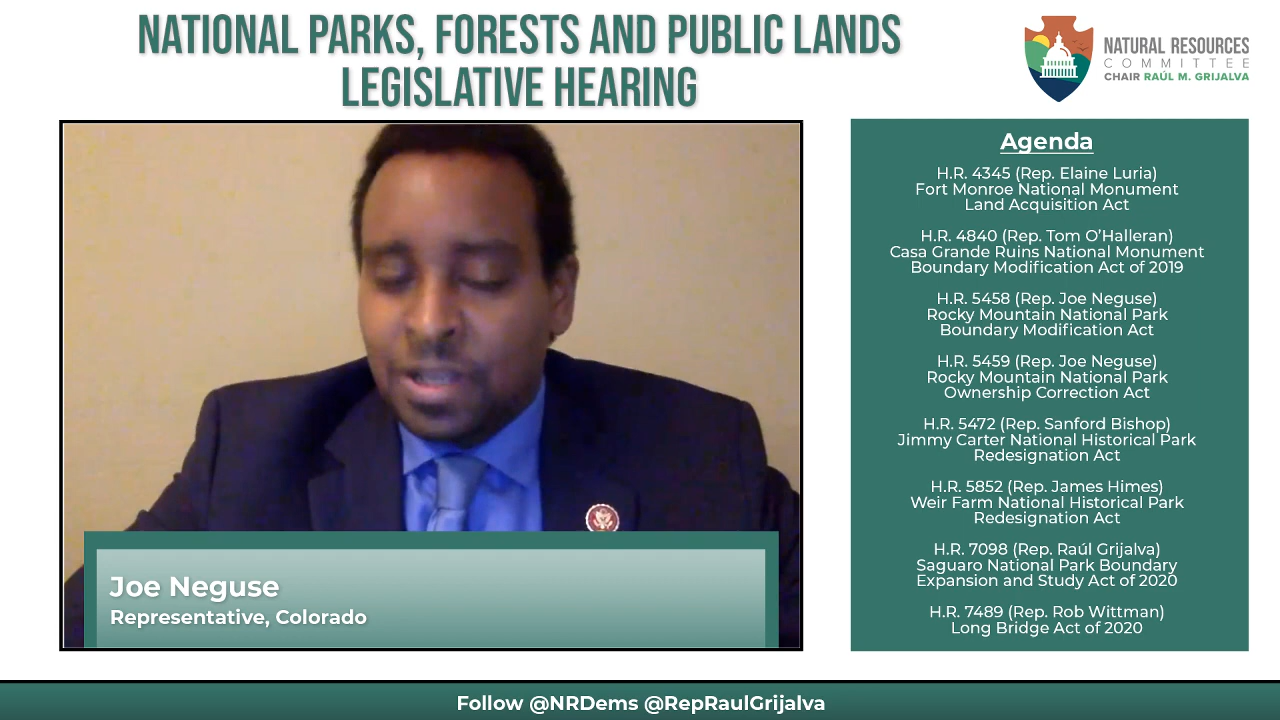 NATIONAL PARKS, FORESTS AND PUBLIC LANDS
LEGISLATIVE HEARING
NATURAL RESOURCES
COMMITTEE
CHAIR RAÚL M. GRIJALVA
Agenda
H.R. 4345 (Rep. Elaine Luria)
Fort Monroe National Monument
Land Acquisition Act
H.R. 4840 (Rep. Tom O’Halleran)
Casa Grande Ruins National Monument
Boundary Modification Act of 2019
H.R. 5458 (Rep. Joe Neguse)
Rocky Mountain National Park
Boundary Modification Act
H.R. 5459 (Rep. Joe Neguse)
Rocky Mountain National Park
Ownership Correction Act
H.R. 5472 (Rep. Sanford Bishop)
Jimmy Carter National Historical Park
Redesignation Act
H.R. 5852 (Rep. James Himes)
Weir Farm National Historical Park
Redesignation Act
H.R. 7098 (Rep. Raúl Grijalva)
Saguaro National Park Boundary
Expansion and Study Act of 2020
H.R. 7489 (Rep. Rob Wittman)
Long Bridge Act of 2020
Joe Neguse
Representative, Colorado
Follow @NRDems @RepRaulGrijalva